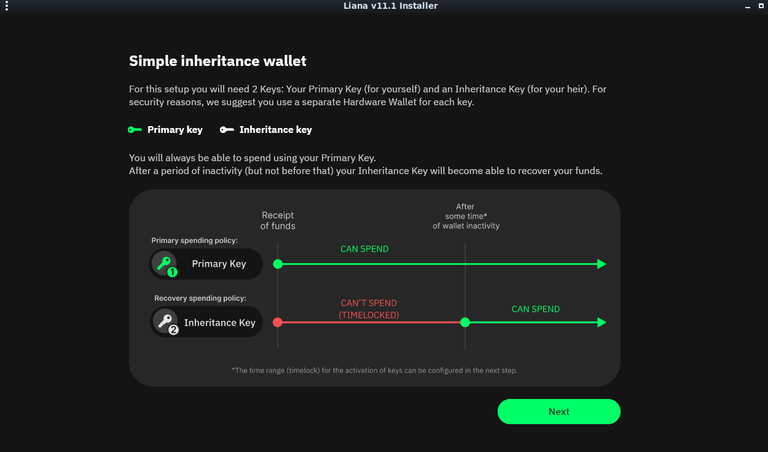 Liana v11.1 Installer
Simple inheritance wallet
For this setup you will need 2 Keys: Your Primary Key (for yourself) and an Inheritance Key (for your heir). For
security reasons, we suggest you use a separate Hardware Wallet for each key.
Primary key
Inheritance key
You will always be able to spend using your Primary Key.
After a period of inactivity (but not before that) your Inheritance Key will become able to recover your funds.
Receipt
of funds
After
some time*
of wallet inactivity
Primary spending policy:
1
Primary Key
CAN SPEND
Recovery spending policy:
2
Inheritance Key
CAN'T SPEND
(TIMELOCKED)
CAN SPEND
*The time range (timelock) for the activation of keys can be configured in the next step.
Next